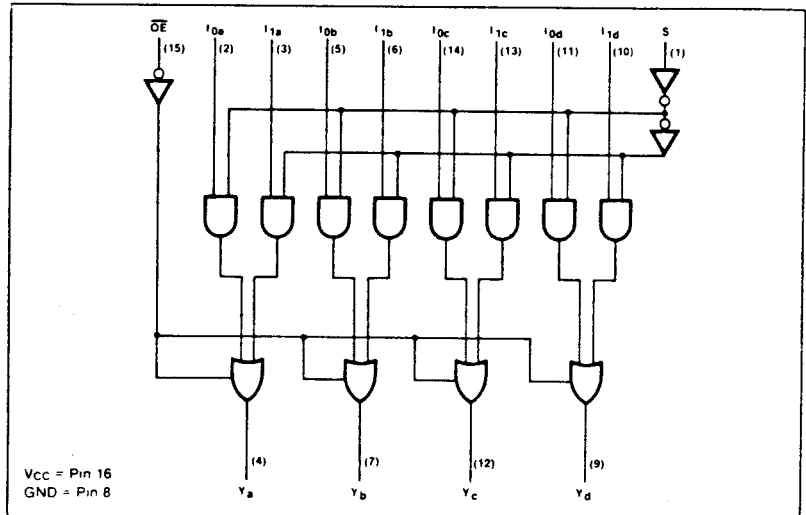 OE I0a I1a I0b I1b I0c I1c I0d I1d S
(15) (2) (3) (5) (6) (14) (13) (11) (10) (1)
(4) (7) (12) (9)
VCC = Pin 16
GND = Pin 8
Ya Yb Yc Yd